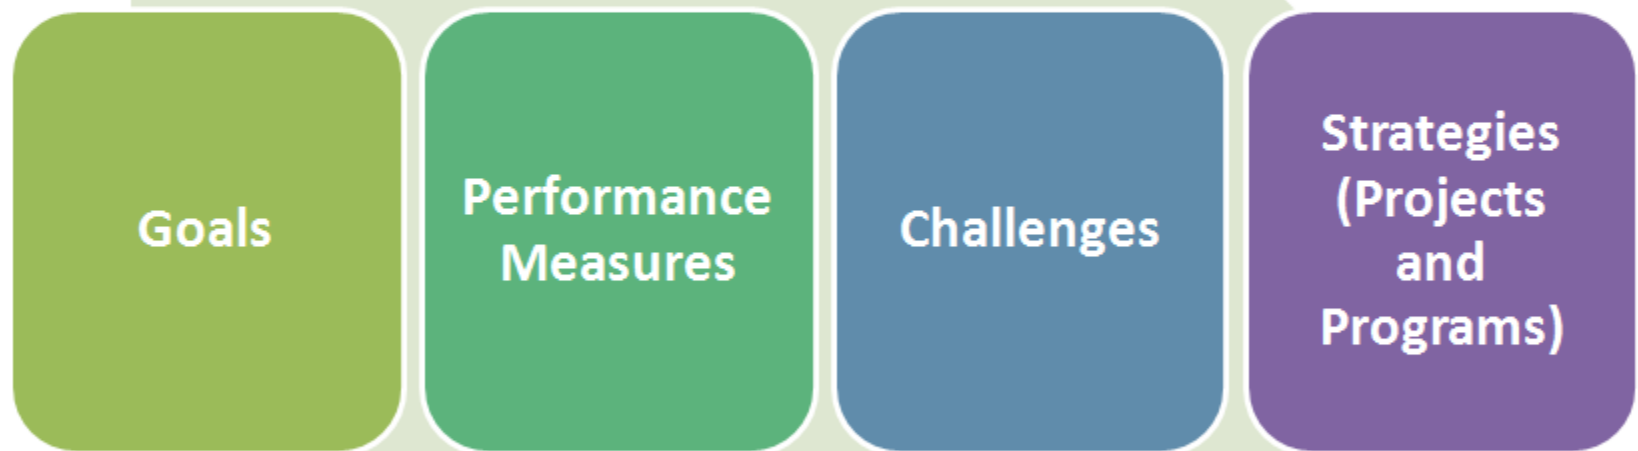 Goals
Performance
Measures
Challenges
Strategies
(Projects
and
Programs)